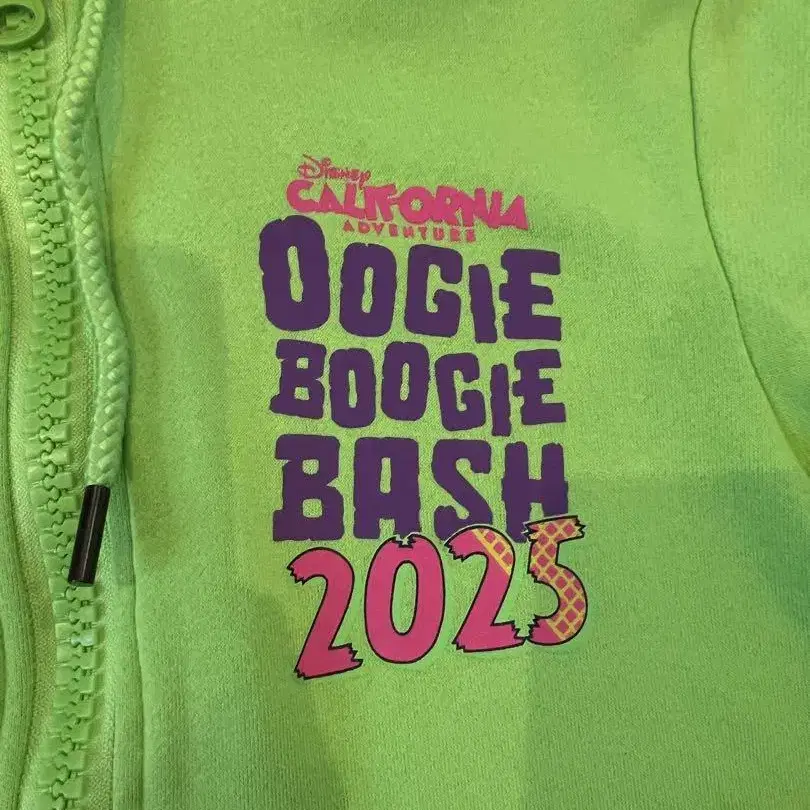 Disney
CALIFORNIA
ADVENTURE
OOGIE
BOOGIE
BASH
2025